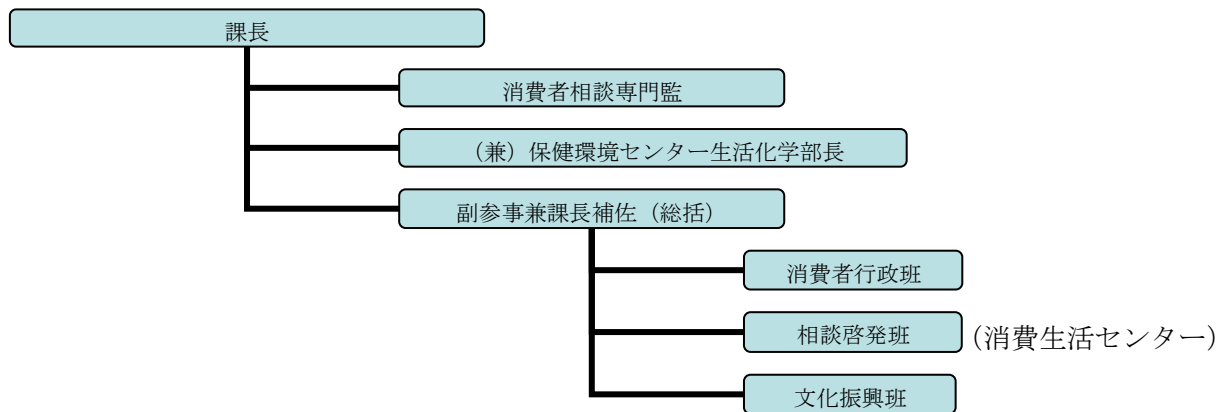 課長
消費者相談専門監
（兼）保健環境センター生活化学部長
副参事兼課長補佐（総括）
消費者行政班
相談啓発班 （消費生活センター）
文化振興班